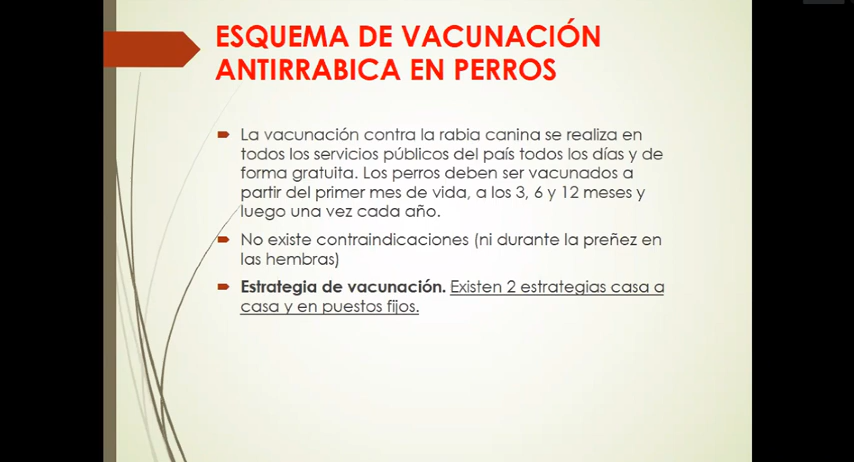 ESQUEMA DE VACUNACIÓN
ANTIRRABICA EN PERROS
La vacunación contra la rabia canina se realiza en
todos los servicios públicos del país todos los días y de
forma gratuita. Los perros deben ser vacunados a
partir del primer mes de vida, a los 3, 6 y 12 meses y
luego una vez cada año.
No existe contraindicaciones (ni durante la preñez en
las hembras)
Estrategia de vacunación. Existen 2 estrategias casa a
casa y en puestos fijos.